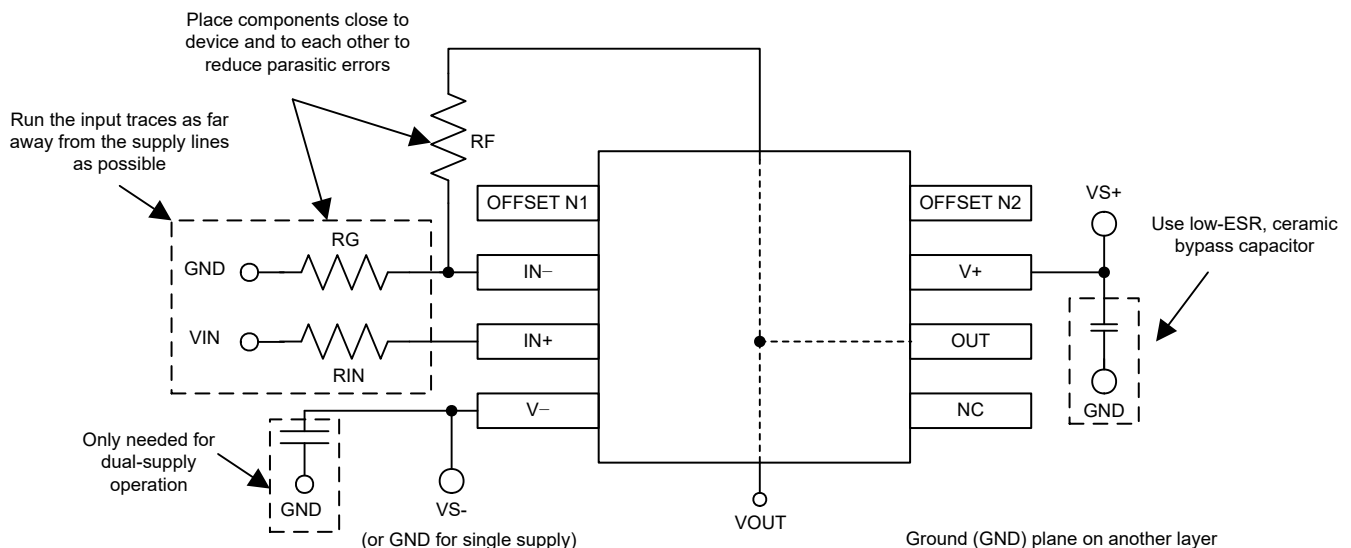 Place components close to
device and to each other to
reduce parasitic errors
Run the input traces as far
away from the supply lines
as possible
RF
OFFSET N1
OFFSET N2
VS+
Use low-ESR, ceramic
bypass capacitor
RG
GND
IN−
V+
VIN
IN+
OUT
RIN
V−
NC
GND
Only needed for
dual-supply
operation
GND
VS-
(or GND for single supply)
VOUT
Ground (GND) plane on another layer